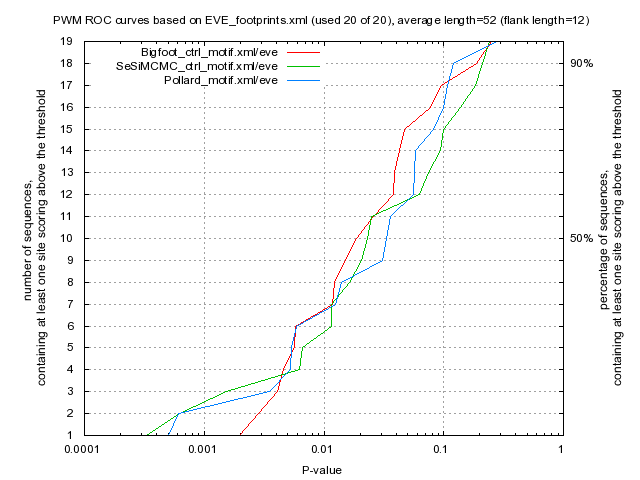 PWM ROC curves based on EVE_footprints.xml (used 20 of 20), average length=52 (flank length=12)
Bigfoot_ctrl_motif.xml/eve
SeSiMCMC_ctrl_motif.xml/eve
Pollard_motif.xml/eve
19
18
17
16
15
14
13
12
11
10
9
8
7
6
5
4
3
2
1
90%
50%
number of sequences,
containing at least one site scoring above the threshold
percentage of sequences,
containing at least one site scoring above the threshold
0.0001
0.001
0.01
0.1
1
P-value